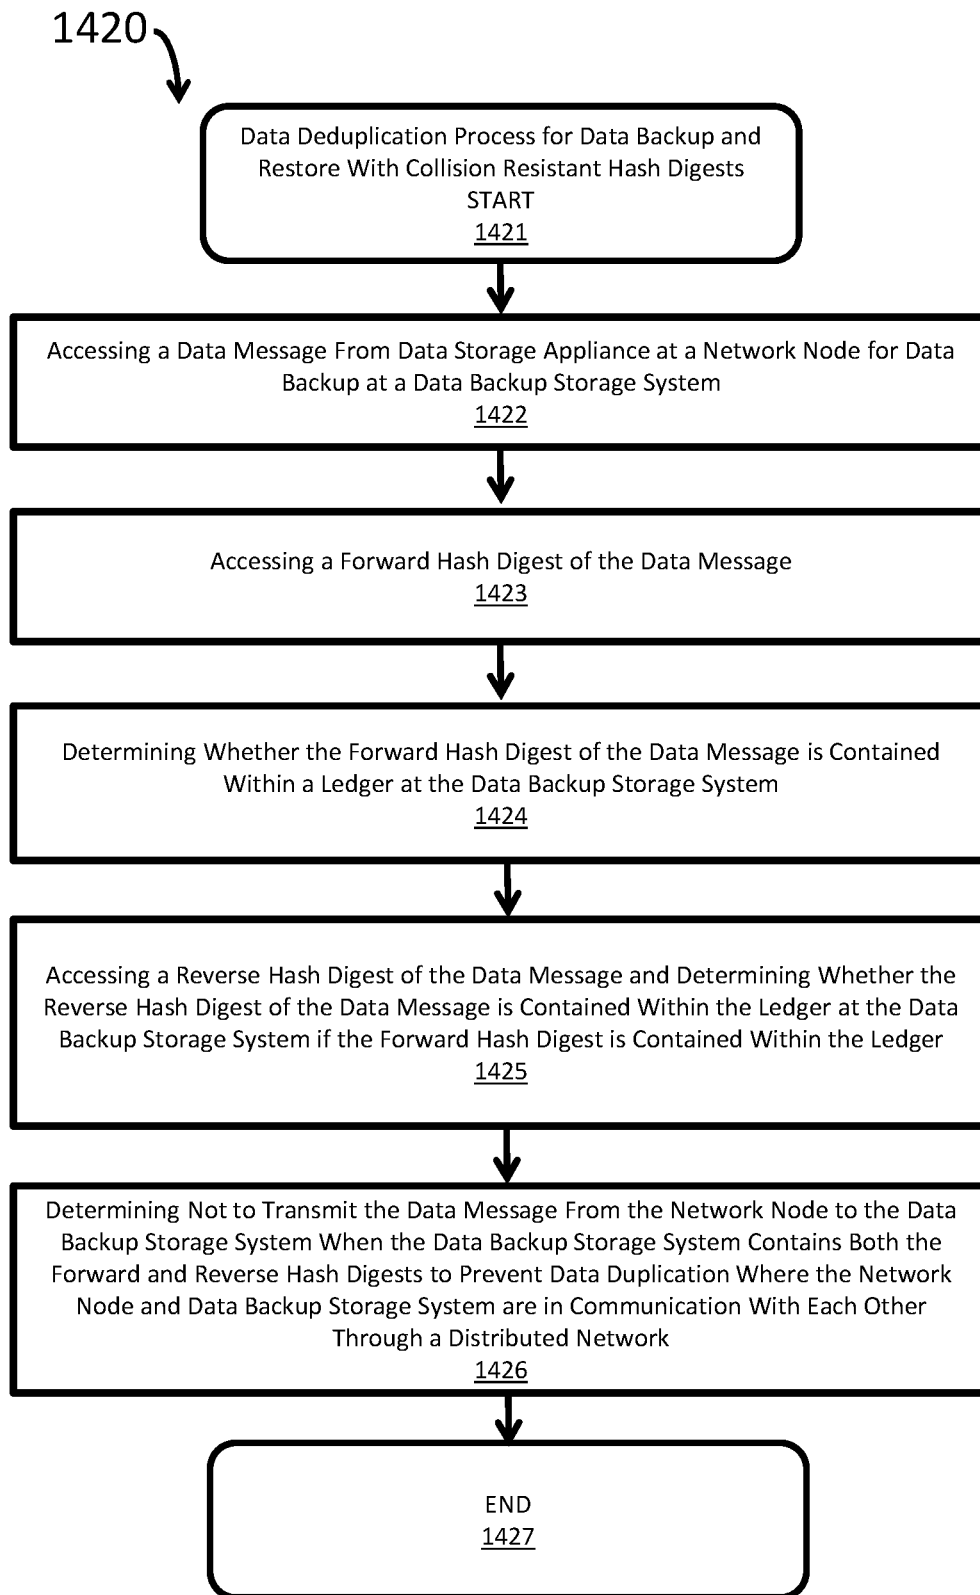 1420
Data Deduplication Process for Data Backup and
Restore With Collision Resistant Hash Digests
START
1421
Accessing a Data Message From Data Storage Appliance at a Network Node for Data
Backup at a Data Backup Storage System
1422
Accessing a Forward Hash Digest of the Data Message
1423
Determining Whether the Forward Hash Digest of the Data Message is Contained
Within a Ledger at the Data Backup Storage System
1424
Accessing a Reverse Hash Digest of the Data Message and Determining Whether the
Reverse Hash Digest of the Data Message is Contained Within the Ledger at the Data
Backup Storage System if the Forward Hash Digest is Contained Within the Ledger
1425
Determining Not to Transmit the Data Message From the Network Node to the Data
Backup Storage System When the Data Backup Storage System Contains Both the
Forward and Reverse Hash Digests to Prevent Data Duplication Where the Network
Node and Data Backup Storage System are in Communication With Each Other
Through a Distributed Network
1426
END
1427